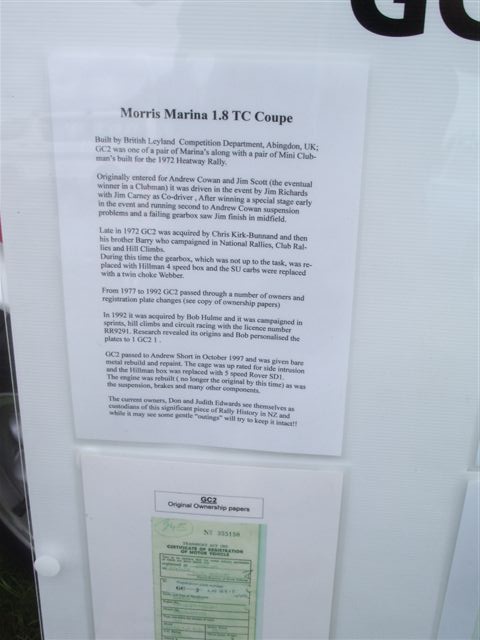 GC
Morris Marina 1.8 TC Coupe
Built by British Leyland Competition Department, Abingdon, UK;
GC2 was one of a pair of Marina's along with a pair of Mini Club-
man's built for the 1972 Heatway Rally.
Originally entered for Andrew Cowan and Jim Scott (the eventual
winner in a Clubman) it was driven in the event by Jim Richards
with Jim Carney as Co-driver , After winning a special stage early
in the event and running second to Andrew Cowan suspension
problems and a failing gearbox saw Jim finish in midfield.
Late in 1972 GC2 was acquired by Chris Kirk-Bunnand and then
his brother Barry who campaigned in National Rallies, Club Ral-
lies and Hill Climbs.
During this time the gearbox, which was not up to the task, was re-
placed with Hillman 4 speed box and the SU carbs were replaced
with a twin choke Webber.
From 1977 to 1992 GC2 passed through a number of owners and
registration plate changes (see copy of ownership papers)
In 1992 it was acquired by Bob Hulme and it was campaigned in
sprints, hill climbs and circuit racing with the licence number
RR9291. Research revealed its origins and Bob personalised the
plates to 1 GC2 1 .
GC2 passed to Andrew Short in October 1997 and was given bare
metal rebuild and repaint. The cage was up rated for side intrusion
and the Hillman box was replaced with 5 speed Rover SD1.
The engine was rebuilt ( no longer the original by this time) as was
the suspension, brakes and many other components.
The current owners, Don and Judith Edwards see themselves as
custodians of this significant piece of Rally History in NZ and
while it may see some gentle "outings" will try to keep it intact!!
GC2
Original Ownership papers
CERTIFICATE OF REGISTRATION
OF MOTOR VEHICLE